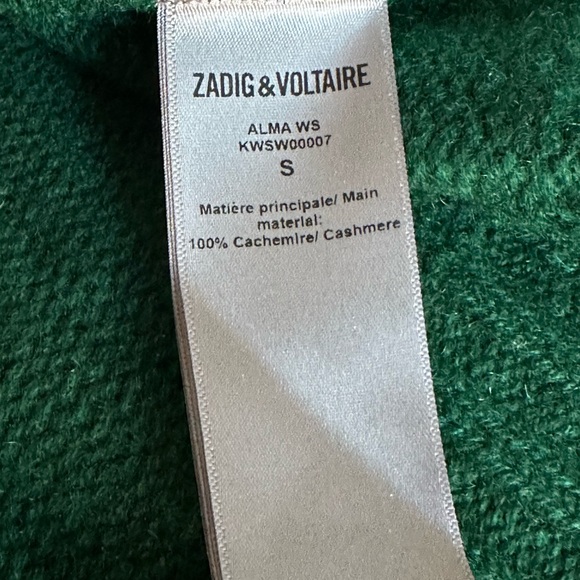 ZADIG&VOLTAIRE
ALMA WS
KWSW00007
S
Matière principale/ Main
material:
100% Cachemire/ Cashmere